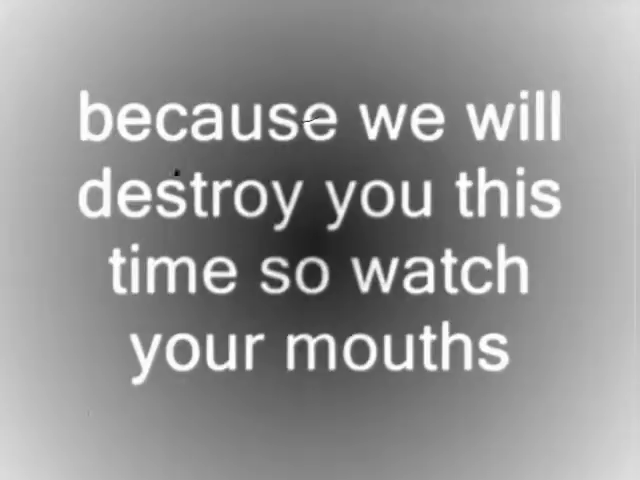 because we will
destroy you this
time so watch
your mouths